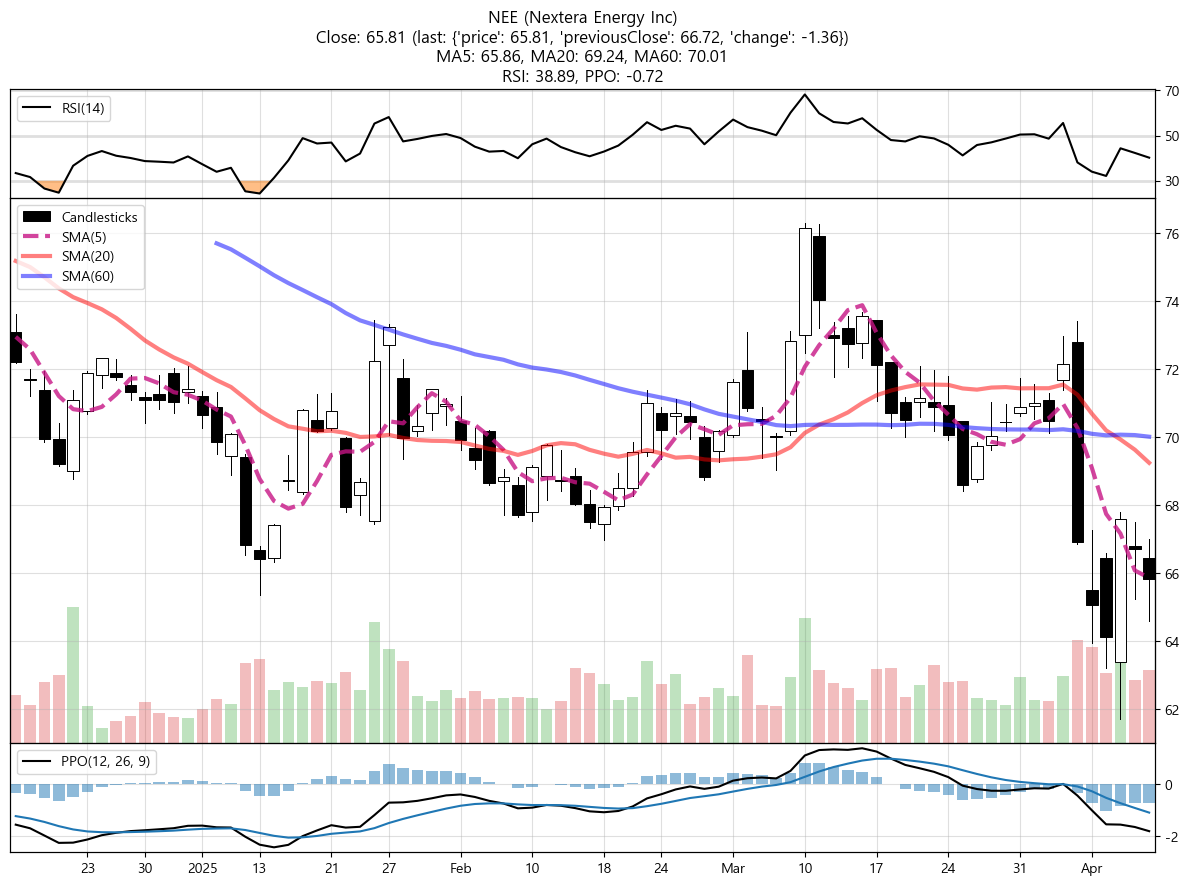 NEE (Nextera Energy Inc)
Close: 65.81 (last: {'price': 65.81, 'previousClose': 66.72, 'change': -1.36})
MA5: 65.86, MA20: 69.24, MA60: 70.01
RSI: 38.89, PPO: -0.72
RSI(14)
70
50
30
Candlesticks
SMA(5)
SMA(20)
SMA(60)
76
74
72
70
68
66
64
62
PPO(12, 26, 9)
0
-2
23 30 2025 13 21 27 Feb 10 18 24 Mar 10 17 24 31 Apr